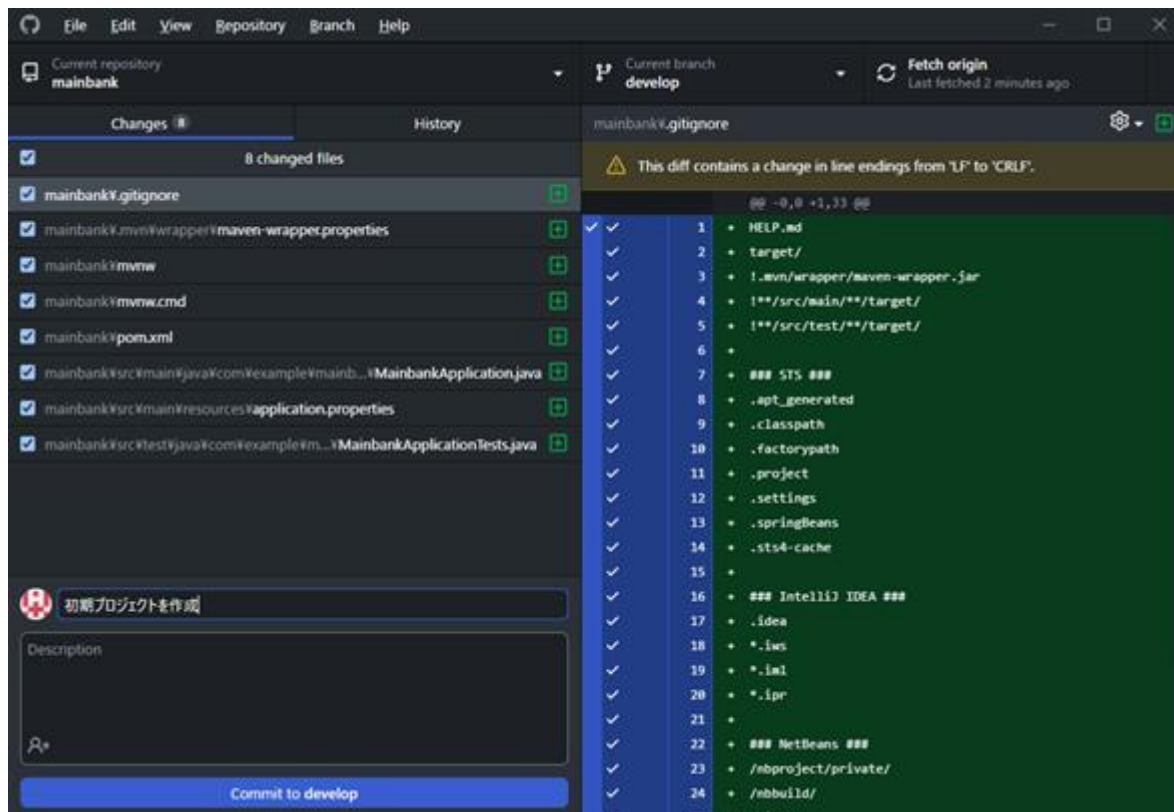 File Edit View Repository Branch Help
Current repository
mainbank
Current branch
develop
Fetch origin
Last fetched 2 minutes ago
Changes 8
History
8 changed files
mainbank¥.gitignore
mainbank¥.mvn¥wrapper¥maven-wrapper.properties
mainbank¥mvnw
mainbank¥mvnw.cmd
mainbank¥pom.xml
mainbank¥src¥main¥java¥com¥example¥mainb...¥MainbankApplication.java
mainbank¥src¥main¥resources¥application.properties
mainbank¥src¥test¥java¥com¥example¥m...¥MainbankApplicationTests.java
初期プロジェクトを作成
Description
Commit to develop
mainbank¥.gitignore
This diff contains a change in line endings from 'LF' to 'CRLF'.
@@ -0,0 +1,33 @@
1 + HELP.md
2 + target/
3 + !.mvn/wrapper/maven-wrapper.jar
4 + !**/src/main/**/target/
5 + !**/src/test/**/target/
6 +
7 + ### STS ###
8 + .apt_generated
9 + .classpath
10 + .factorypath
11 + .project
12 + .settings
13 + .springBeans
14 + .sts4-cache
15 +
16 + ### IntelliJ IDEA ###
17 + .idea
18 + *.iws
19 + *.iml
20 + *.ipr
21 +
22 + ### NetBeans ###
23 + /nbproject/private/
24 + /nbbuild/